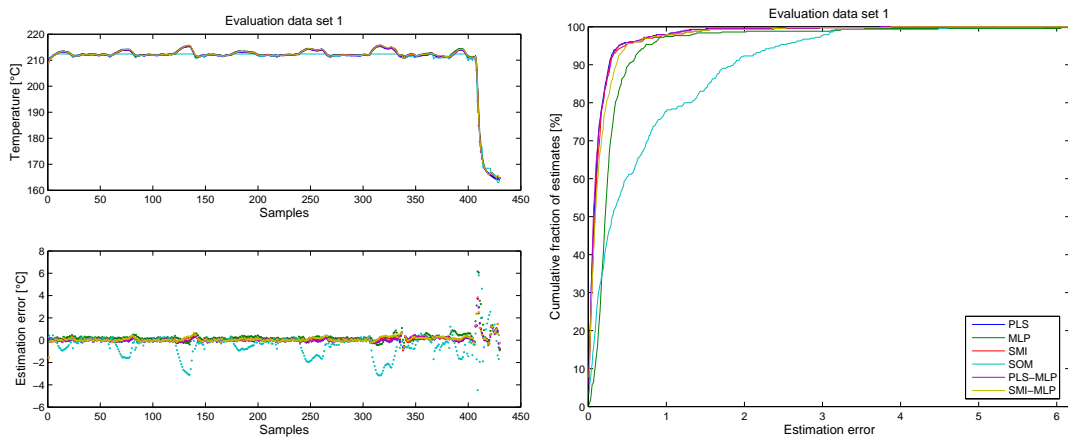 Evaluation data set 1
Temperature [°C]
220
210
200
190
180
170
160
0 50 100 150 200 250 300 350 400 450
Samples
Estimation error [°C]
8
6
4
2
0
−2
−4
−6
0 50 100 150 200 250 300 350 400 450
Samples
Evaluation data set 1
Cumulative fraction of estimates [%]
100
90
80
70
60
50
40
30
20
10
0
0 1 2 3 4 5 6
Estimation error
PLS
MLP
SMI
SOM
PLS−MLP
SMI−MLP